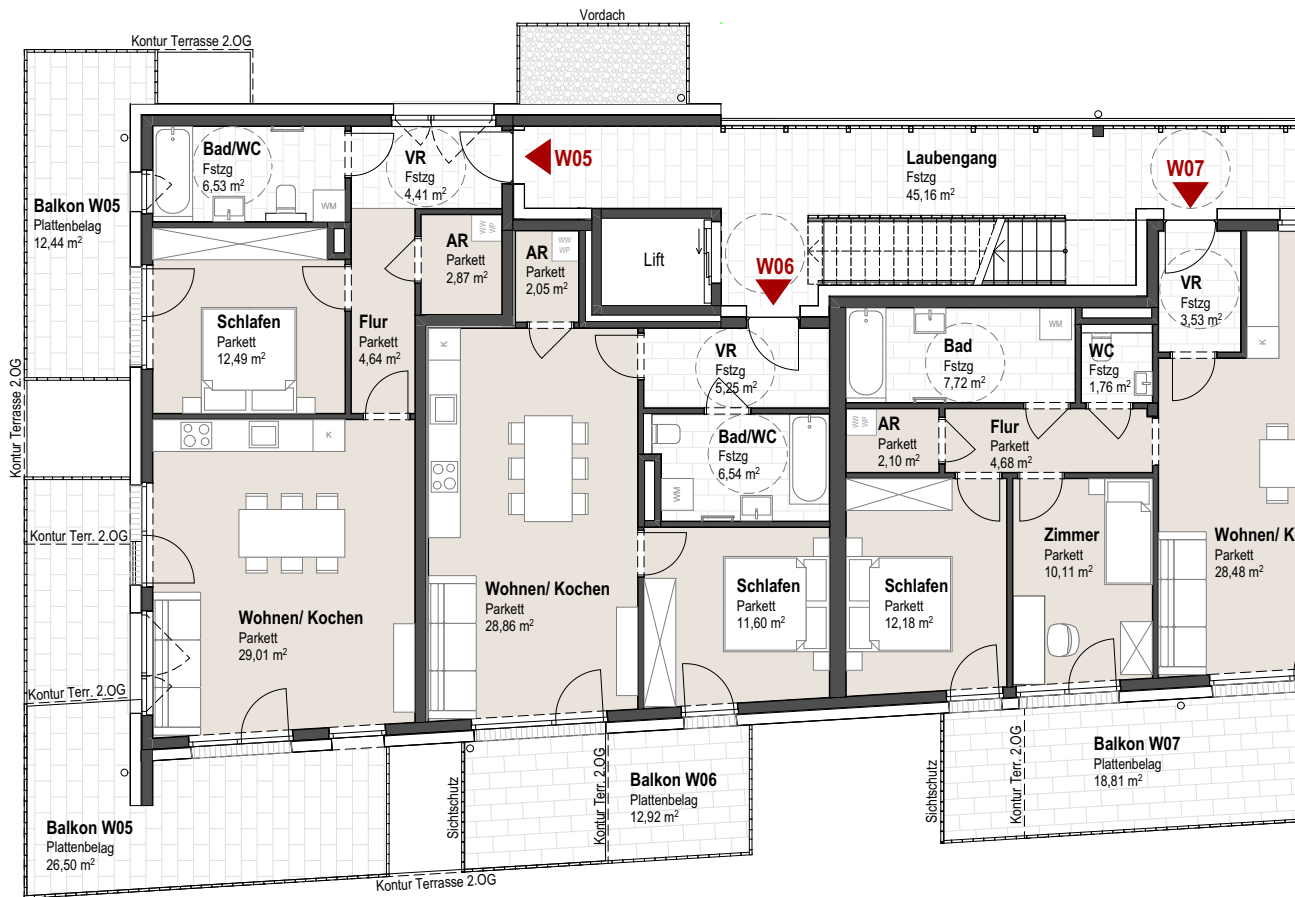 Vordach
Kontur Terrasse 2.OG
Bad/WC
Fstzg
6,53 m²
WM
VR
Fstzg
4,41 m²
W05
Laubengang
Fstzg
45,16 m²
W07
Balkon W05
Plattenbelag
12,44 m²
AR
Parkett
2,87 m²
WW
WP
AR
Parkett
2,05 m²
WW
WP
Lift
W06
VR
Fstzg
3,53 m²
Schlafen
Parkett
12,49 m²
Flur
Parkett
4,64 m²
K
VR
Fstzg
5,25 m²
Bad
Fstzg
7,72 m²
WM
WC
Fstzg
1,76 m²
K
Kontur Terrasse 2.OG
K
Bad/WC
Fstzg
6,54 m²
WM
AR
Parkett
2,10 m²
WW
WP
Flur
Parkett
4,68 m²
Kontur Terr. 2.OG
Zimmer
Parkett
10,11 m²
Wohnen/ K
Parkett
28,48 m²
Wohnen/ Kochen
Parkett
29,01 m²
Wohnen/ Kochen
Parkett
28,86 m²
Schlafen
Parkett
11,60 m²
Schlafen
Parkett
12,18 m²
Kontur Terr. 2.OG
Balkon W05
Plattenbelag
26,50 m²
Sichtschutz
Kontur Terr. 2.OG
Balkon W06
Plattenbelag
12,92 m²
Sichtschutz
Kontur Terr. 2.OG
Balkon W07
Plattenbelag
18,81 m²
Kontur Terrasse 2.OG